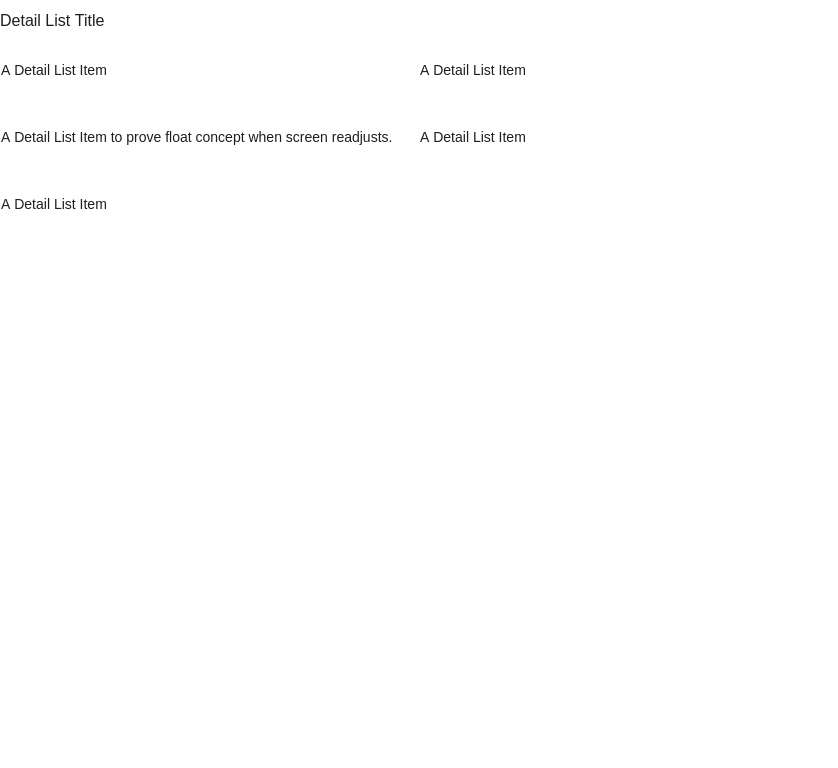 Detail List Title
A Detail List Item
A Detail List Item
A Detail List Item to prove float concept when screen readjusts.
A Detail List Item
A Detail List Item